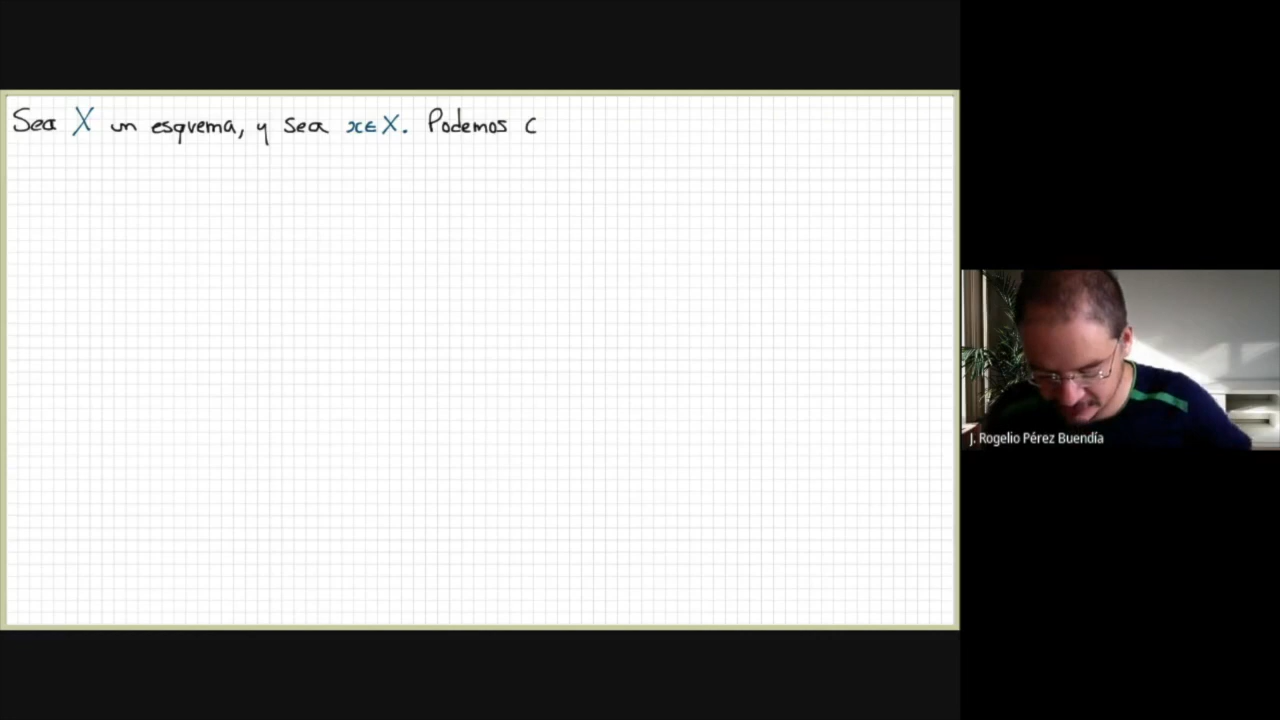 Sea X un esquema, y sea x∈X. Podemos c
J. Rogelio Pérez Buendía